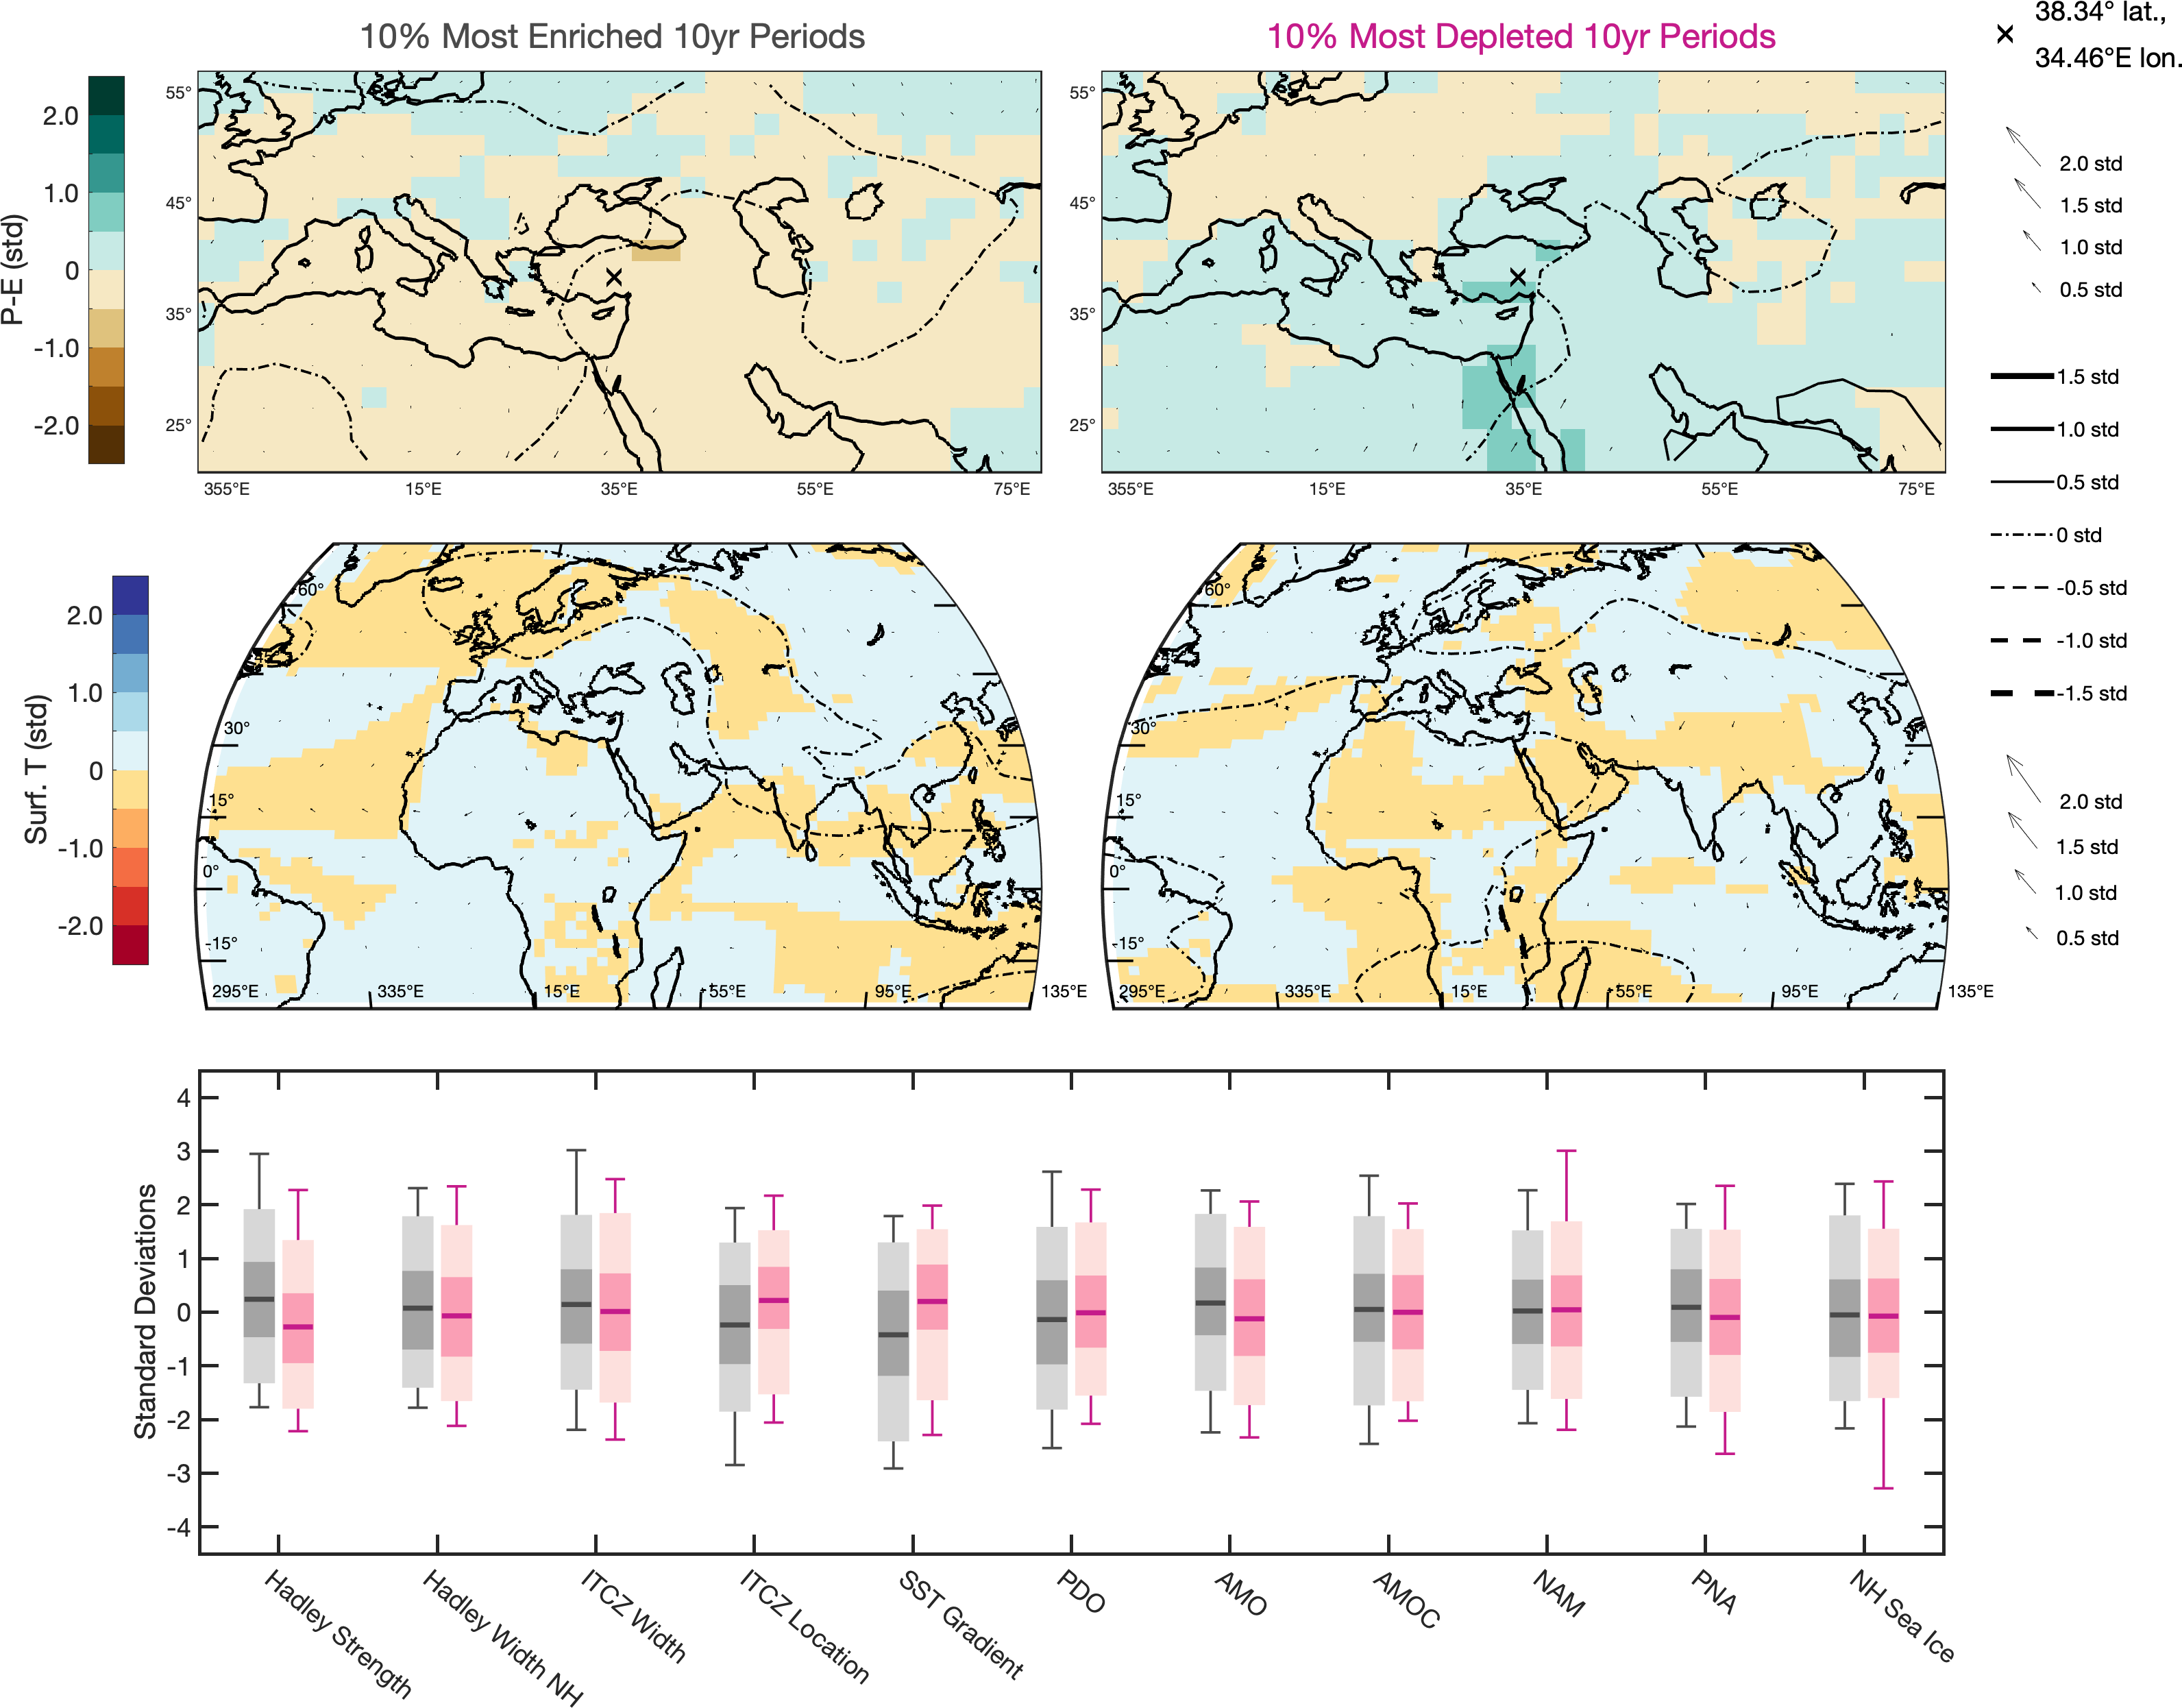 10% Most Enriched 10yr Periods
10% Most Depleted 10yr Periods
38.34° lat.,
34.46°E lon.
P-E (std)
2.0
1.0
0
-1.0
-2.0
55°
45°
35°
25°
355°E 15°E 35°E 55°E 75°E
55°
45°
35°
25°
355°E 15°E 35°E 55°E 75°E
2.0 std
1.5 std
1.0 std
0.5 std
1.5 std
1.0 std
0.5 std
0 std
-0.5 std
-1.0 std
-1.5 std
Surf. T (std)
2.0
1.0
0
-1.0
-2.0
60°
45°
30°
15°
0°
-15°
295°E 335°E 15°E 55°E 95°E 135°E
60°
45°
30°
15°
0°
-15°
295°E 335°E 15°E 55°E 95°E 135°E
2.0 std
1.5 std
1.0 std
0.5 std
Standard Deviations
4
3
2
1
0
-1
-2
-3
-4
Hadley Strength
Hadley Width NH
ITCZ Width
ITCZ Location
SST Gradient
PDO
AMO
AMOC
NAM
PNA
NH Sea Ice